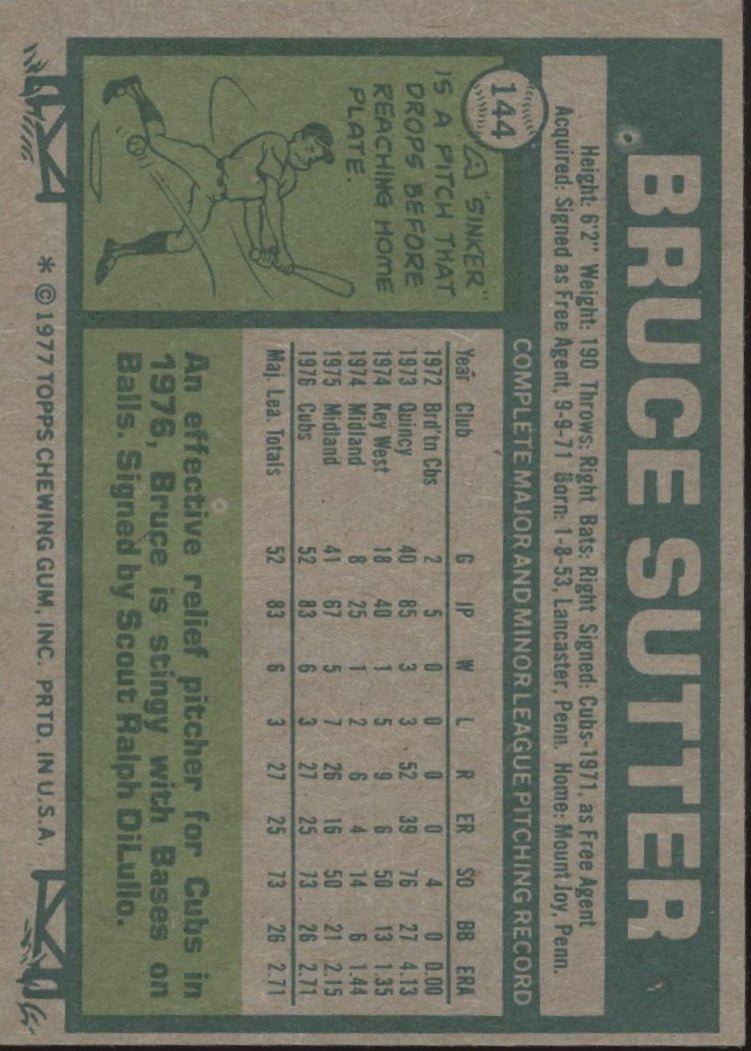 BRUCE SUTTER
Height: 6'2" Weight: 190 Throws: Right Bats: Right Signed: Cubs-1971, as Free Agent
Acquired: Signed as Free Agent, 9-9-71 Born: 1-8-53, Lancaster, Penn. Home: Mount Joy, Penn.
144
COMPLETE MAJOR AND MINOR LEAGUE PITCHING RECORD
A "SINKER"
IS A PITCH THAT
DROPS BEFORE
REACHING HOME
PLATE.
Year Club G IP W L R ER SO BB ERA
1972 Brd'tn Cbs 2 5 0 0 0 0 4 0 0.00
1973 Quincy 40 85 3 3 52 39 76 27 4.13
1974 Key West 18 40 1 5 9 6 50 13 1.35
1974 Midland 8 25 1 2 6 4 14 6 1.44
1975 Midland 41 67 5 7 26 16 50 21 2.15
1976 Cubs 52 83 6 3 27 25 73 26 2.71
Maj. Lea. Totals 52 83 6 3 27 25 73 26 2.71
An effective relief pitcher for Cubs in
1976, Bruce is stingy with Bases on
Balls. Signed by Scout Ralph DiLullo.
* © 1977 TOPPS CHEWING GUM, INC. PRTD. IN U.S.A.